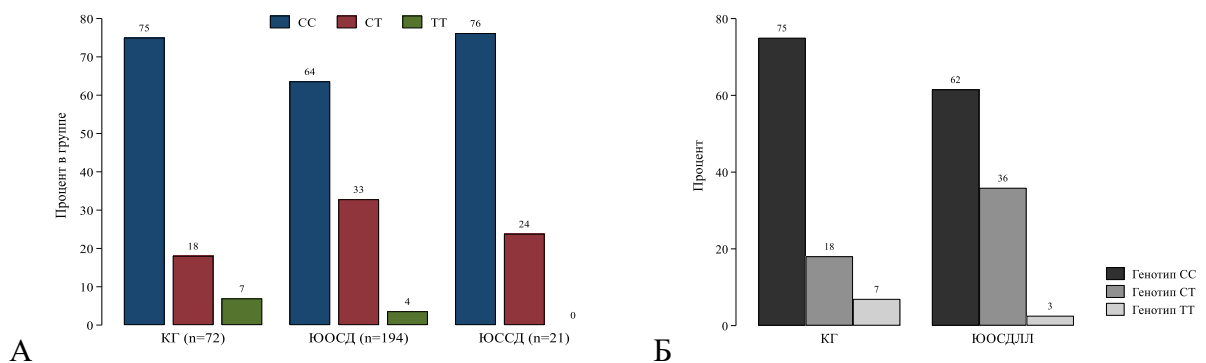 80
70
60
50
40
30
20
10
0
Процент в группе
CC
CT
TT
75
18
7
64
33
4
76
24
0
КГ (n=72)
ЮОСД (n=194)
ЮССД (n=21)
А
80
60
40
20
0
Процент
75
18
7
62
36
3
Генотип CC
Генотип CT
Генотип TT
КГ
ЮОСДЛЛ
Б